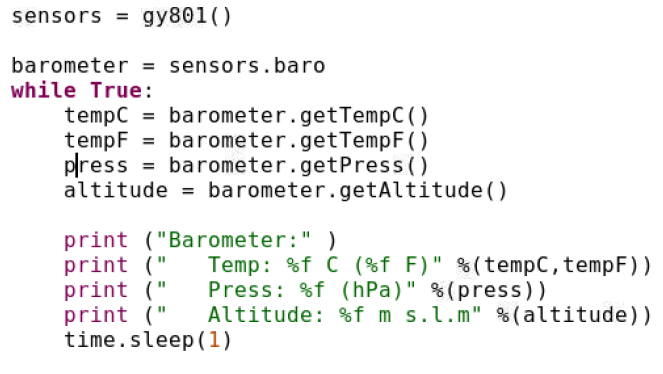 sensors = gy801()
barometer = sensors.baro
while True:
    tempC = barometer.getTempC()
    tempF = barometer.getTempF()
    press = barometer.getPress()
    altitude = barometer.getAltitude()
    print ("Barometer:" )
    print ("   Temp: %f C (%f F)" %(tempC,tempF))
    print ("   Press: %f (hPa)" %(press))
    print ("   Altitude: %f m s.l.m" %(altitude))
    time.sleep(1)